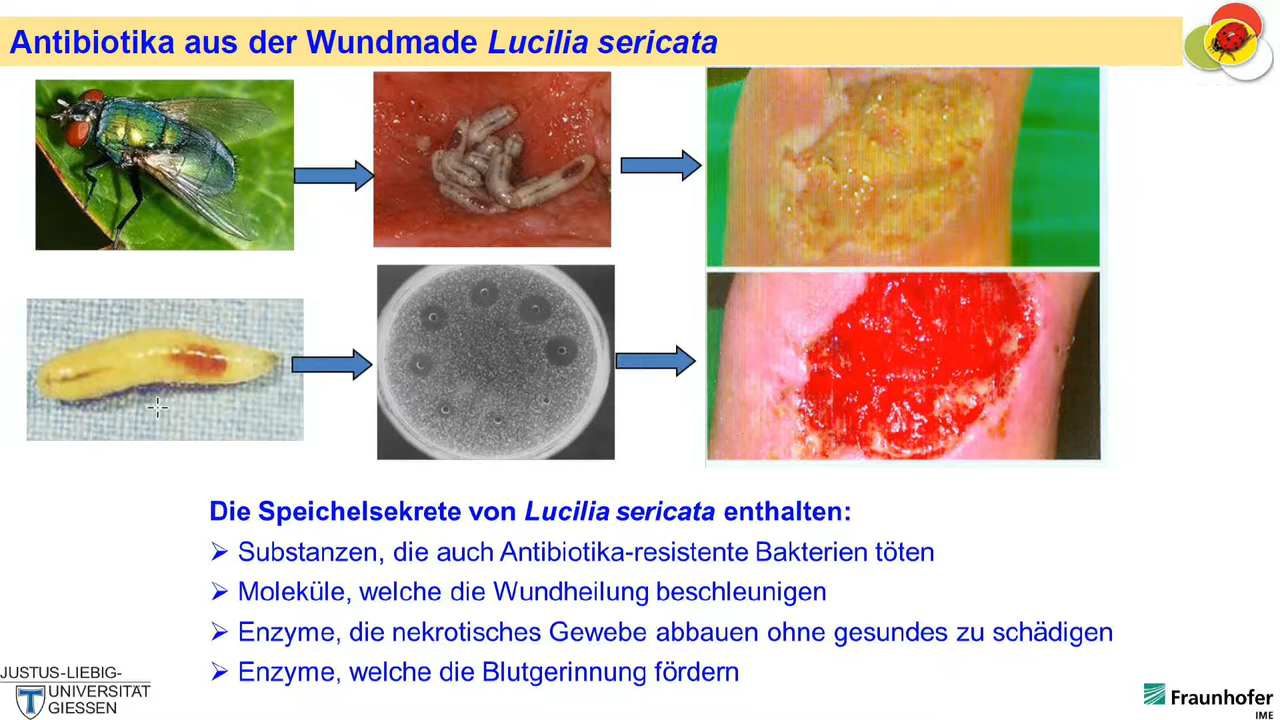 Antibiotika aus der Wundmade Lucilia sericata
Die Speichelsekrete von Lucilia sericata enthalten:
➢ Substanzen, die auch Antibiotika-resistente Bakterien töten
➢ Moleküle, welche die Wundheilung beschleunigen
➢ Enzyme, die nekrotisches Gewebe abbauen ohne gesundes zu schädigen
➢ Enzyme, welche die Blutgerinnung fördern
JUSTUS-LIEBIG-
UNIVERSITÄT
GIESSEN
Fraunhofer
IME